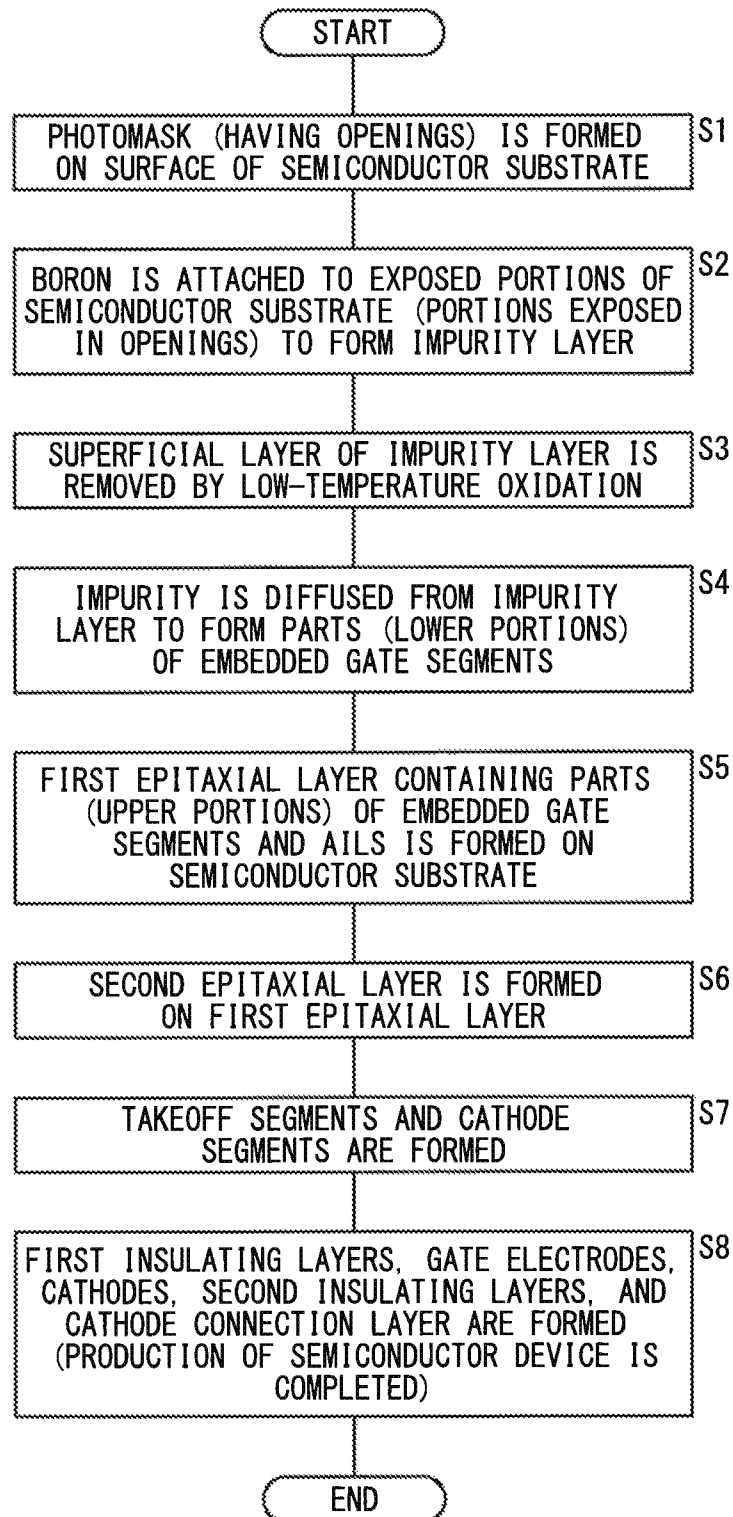 START
S1
PHOTOMASK (HAVING OPENINGS) IS FORMED
ON SURFACE OF SEMICONDUCTOR SUBSTRATE
S2
BORON IS ATTACHED TO EXPOSED PORTIONS OF
SEMICONDUCTOR SUBSTRATE (PORTIONS EXPOSED
IN OPENINGS) TO FORM IMPURITY LAYER
S3
SUPERFICIAL LAYER OF IMPURITY LAYER IS
REMOVED BY LOW-TEMPERATURE OXIDATION
S4
IMPURITY IS DIFFUSED FROM IMPURITY
LAYER TO FORM PARTS (LOWER PORTIONS)
OF EMBEDDED GATE SEGMENTS
S5
FIRST EPITAXIAL LAYER CONTAINING PARTS
(UPPER PORTIONS) OF EMBEDDED GATE
SEGMENTS AND AILS IS FORMED ON
SEMICONDUCTOR SUBSTRATE
S6
SECOND EPITAXIAL LAYER IS FORMED
ON FIRST EPITAXIAL LAYER
S7
TAKEOFF SEGMENTS AND CATHODE
SEGMENTS ARE FORMED
S8
FIRST INSULATING LAYERS, GATE ELECTRODES,
CATHODES, SECOND INSULATING LAYERS, AND
CATHODE CONNECTION LAYER ARE FORMED
(PRODUCTION OF SEMICONDUCTOR DEVICE IS
COMPLETED)
END